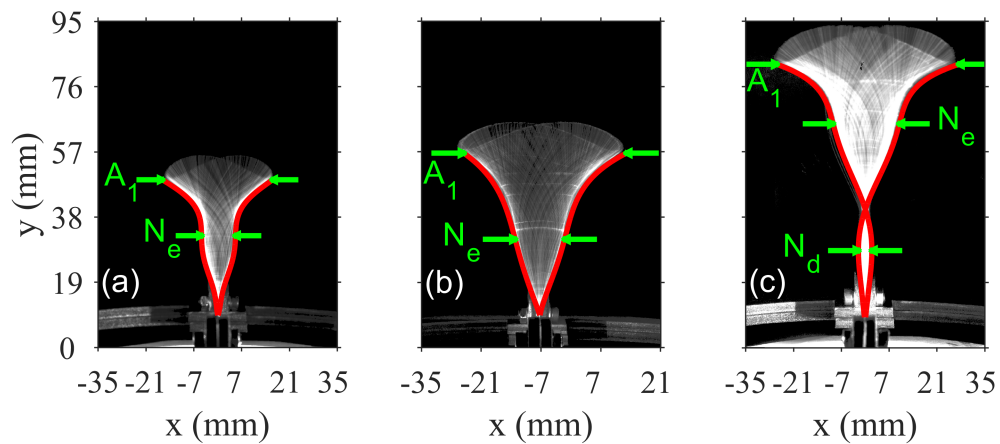 95
76
57
38
19
0
y (mm)
A1
Ne
(a)
-35 -21 -7 7 21 35
x (mm)
A1
Ne
(b)
-35 -21 -7 7 21
x (mm)
A1
Ne
Nd
(c)
-35 -21 -7 7 21 35
x (mm)